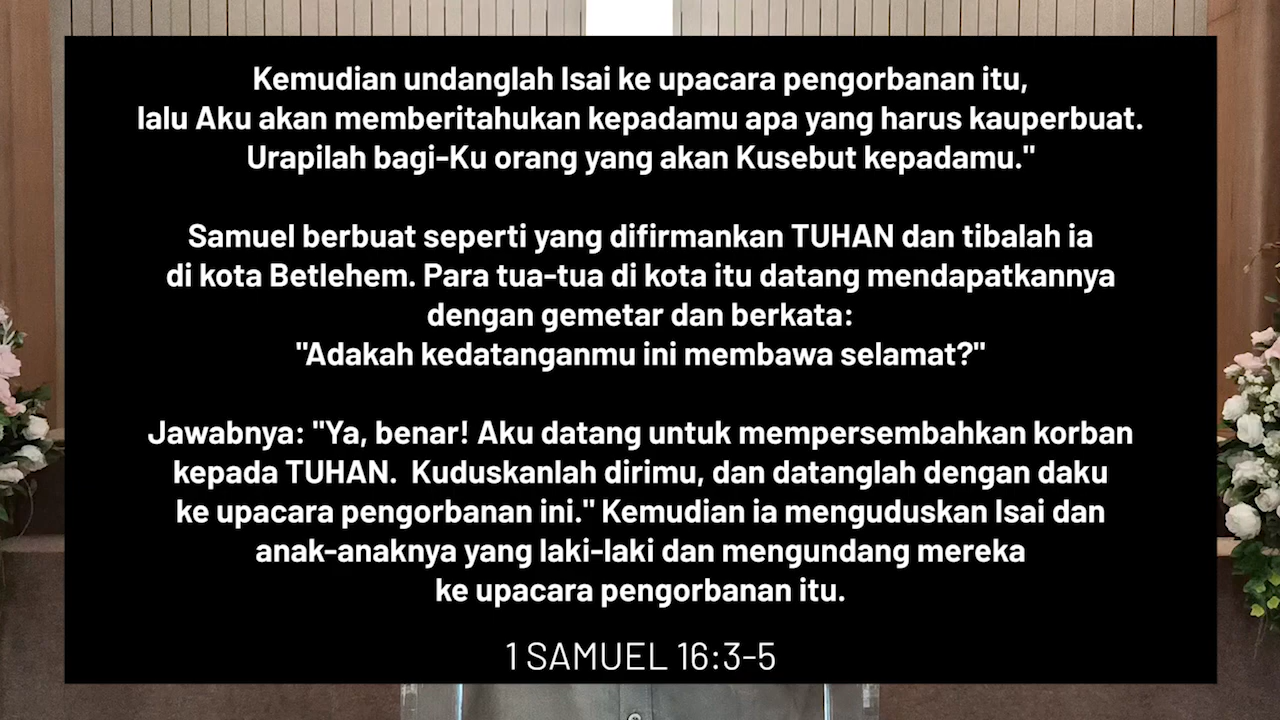 Kemudian undanglah Isai ke upacara pengorbanan itu,
lalu Aku akan memberitahukan kepadamu apa yang harus kauperbuat.
Urapilah bagi-Ku orang yang akan Kusebut kepadamu."
Samuel berbuat seperti yang difirmankan TUHAN dan tibalah ia
di kota Betlehem. Para tua-tua di kota itu datang mendapatkannya
dengan gemetar dan berkata:
"Adakah kedatanganmu ini membawa selamat?"
Jawabnya: "Ya, benar! Aku datang untuk mempersembahkan korban
kepada TUHAN.  Kuduskanlah dirimu, dan datanglah dengan daku
ke upacara pengorbanan ini." Kemudian ia menguduskan Isai dan
anak-anaknya yang laki-laki dan mengundang mereka
ke upacara pengorbanan itu.
1 SAMUEL 16:3-5